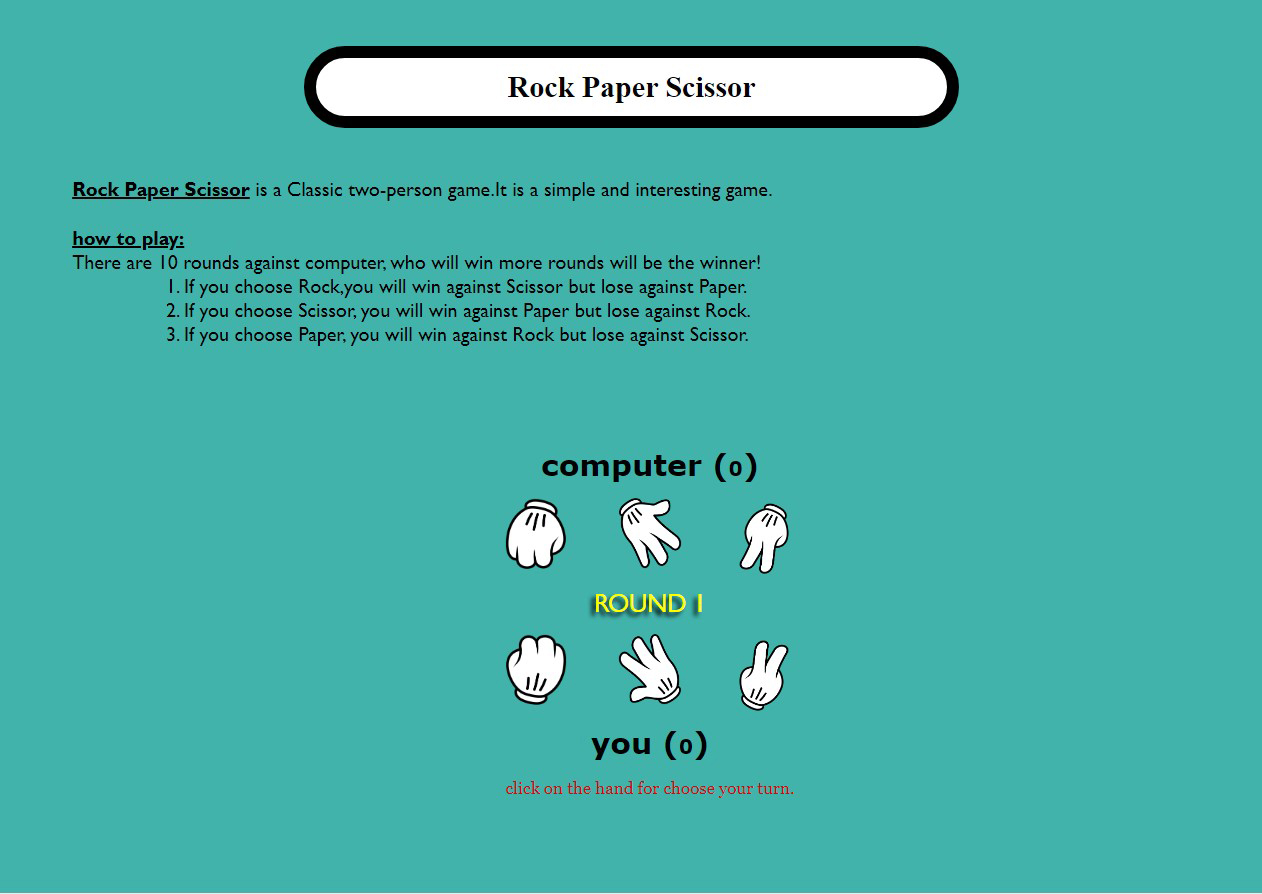 Rock Paper Scissor
Rock Paper Scissor is a Classic two-person game.It is a simple and interesting game.
how to play:
There are 10 rounds against computer, who will win more rounds will be the winner!
1. If you choose Rock,you will win against Scissor but lose against Paper.
2. If you choose Scissor, you will win against Paper but lose against Rock.
3. If you choose Paper, you will win against Rock but lose against Scissor.
computer (0)
ROUND 1
you (0)
click on the hand for choose your turn.